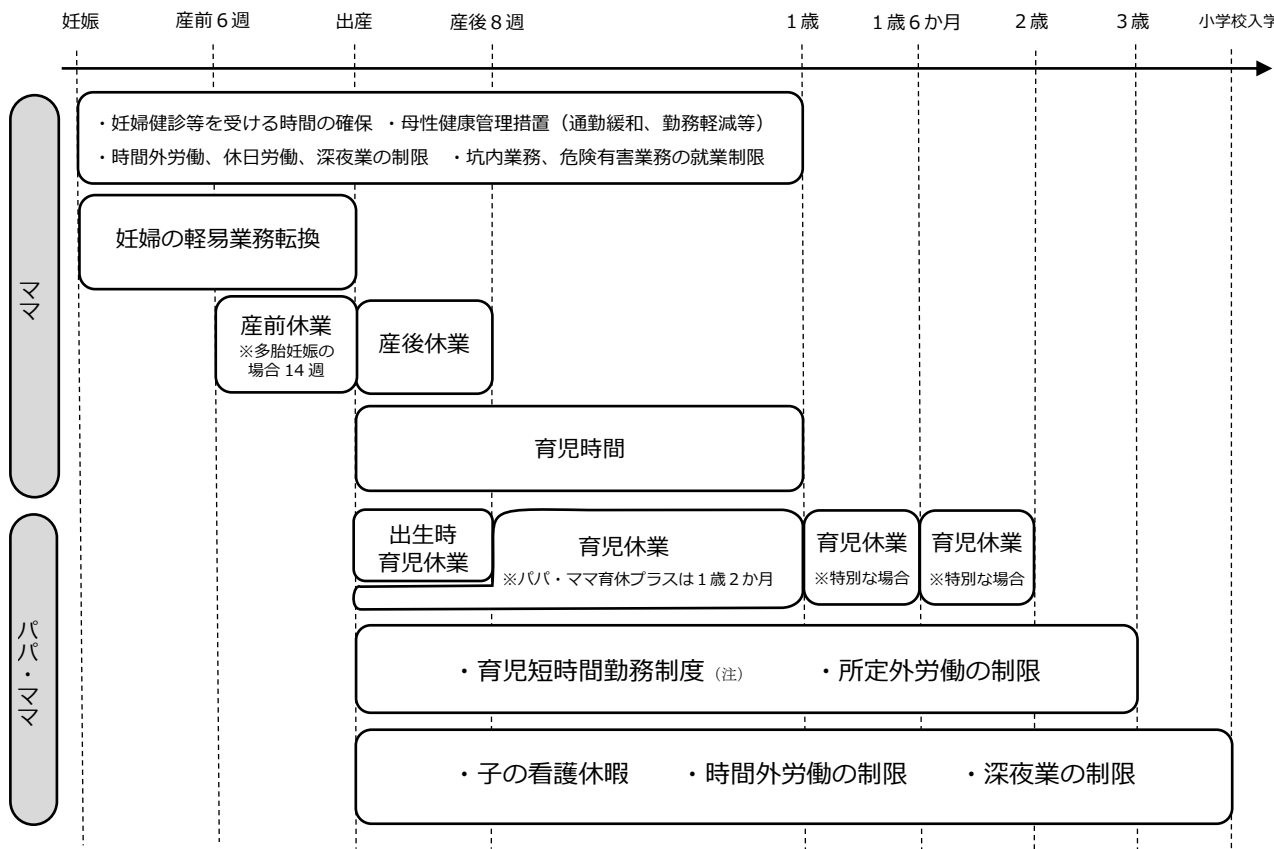 妊娠 産前６週 出産 産後８週 １歳 １歳６か月 ２歳 ３歳 小学校入学
ママ
・妊婦健診等を受ける時間の確保 ・母性健康管理措置（通勤緩和、勤務軽減等）
・時間外労働、休日労働、深夜業の制限 ・坑内業務、危険有害業務の就業制限
妊婦の軽易業務転換
産前休業
※多胎妊娠の
場合 14 週
産後休業
育児時間
パパ・ママ
出生時
育児休業
育児休業
※パパ・ママ育休プラスは１歳２か月
育児休業
※特別な場合
育児休業
※特別な場合
・育児短時間勤務制度（注） ・所定外労働の制限
・子の看護休暇 ・時間外労働の制限 ・深夜業の制限